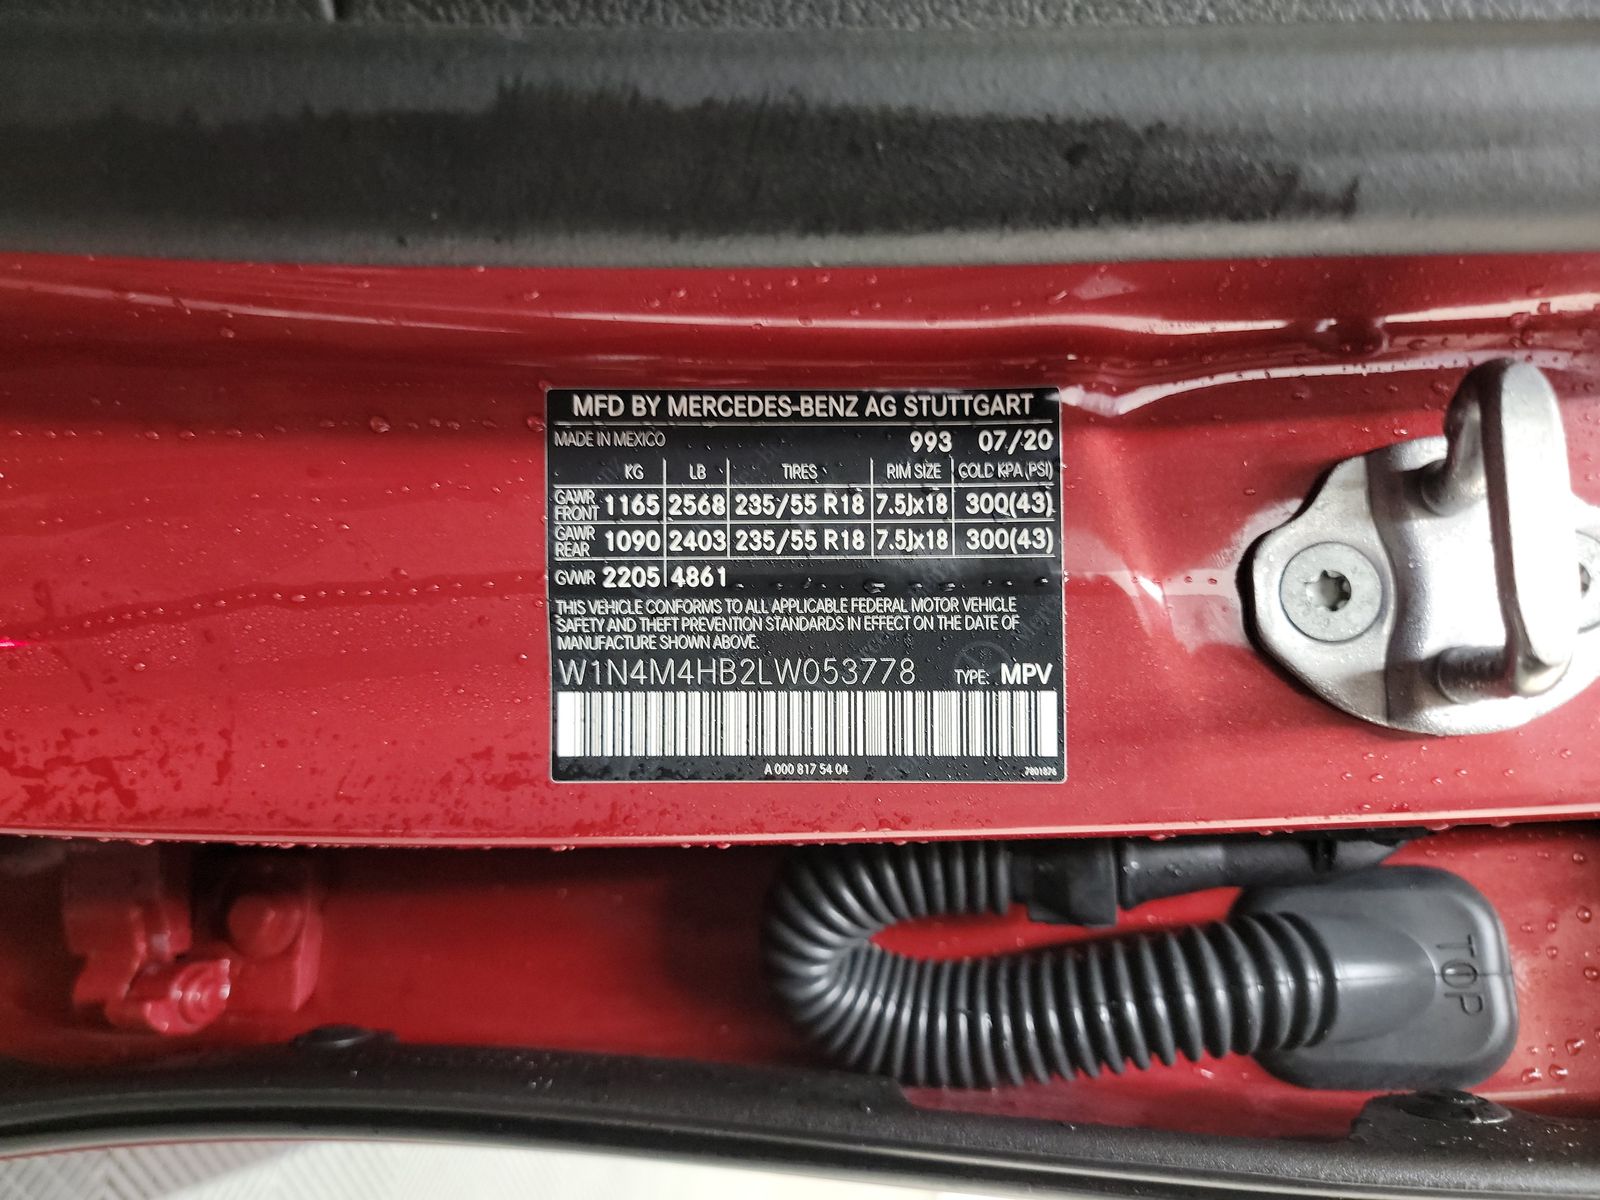 MFD BY MERCEDES-BENZ AG STUTTGART
MADE IN MEXICO 993 07/20
KG LB TIRES RIM SIZE COLD KPA (PSI)
GAWR FRONT 1165 2568 235/55 R18 7.5Jx18 300(43)
GAWR REAR 1090 2403 235/55 R18 7.5Jx18 300(43)
GVWR 2205 4861
THIS VEHICLE CONFORMS TO ALL APPLICABLE FEDERAL MOTOR VEHICLE
SAFETY AND THEFT PREVENTION STANDARDS IN EFFECT ON THE DATE OF
MANUFACTURE SHOWN ABOVE.
W1N4M4HB2LW053778 TYPE: MPV
A 000 817 54 04 7801876
TOP